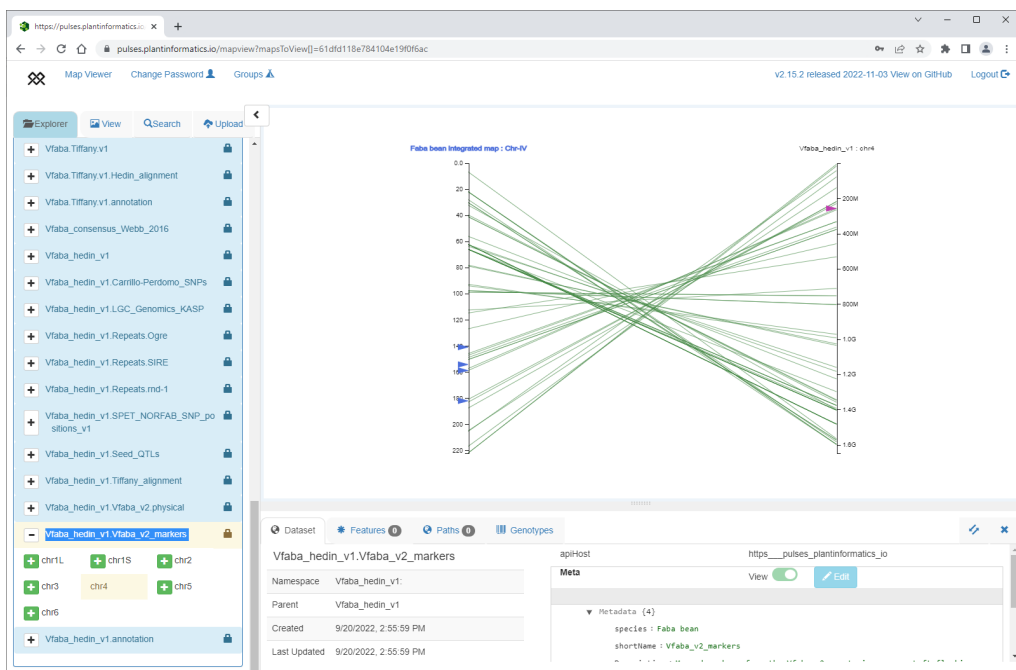 https://pulses.plantinformatics.io
pulses.plantinformatics.io/mapview?mapsToView[]=61dfd118e784104e19f0f6ac
Map Viewer
Change Password
Groups
v2.15.2 released 2022-11-03 View on GitHub
Logout
Explorer
View
Search
Upload
Vfaba.Tiffany.v1
Vfaba.Tiffany.v1.Hedin_alignment
Vfaba.Tiffany.v1.annotation
Vfaba_consensus_Webb_2016
Vfaba_hedin_v1
Vfaba_hedin_v1.Carrillo-Perdomo_SNPs
Vfaba_hedin_v1.LGC_Genomics_KASP
Vfaba_hedin_v1.Repeats.Ogre
Vfaba_hedin_v1.Repeats.SIRE
Vfaba_hedin_v1.Repeats.rnd-1
Vfaba_hedin_v1.SPET_NORFAB_SNP_po
sitions_v1
Vfaba_hedin_v1.Seed_QTLs
Vfaba_hedin_v1.Tiffany_alignment
Vfaba_hedin_v1.Vfaba_v2.physical
Vfaba_hedin_v1.Vfaba_v2_markers
chr1L
chr1S
chr2
chr3
chr4
chr5
chr6
Vfaba_hedin_v1.annotation
Faba bean integrated map : Chr-IV
0.0
20
40
60
80
100
120
140
160
180
200
220
Vfaba_hedin_v1 : chr4
200M
400M
600M
800M
1.0G
1.2G
1.4G
1.6G
Dataset
Features 0
Paths 0
Genotypes
Vfaba_hedin_v1.Vfaba_v2_markers
Namespace Vfaba_hedin_v1:
Parent Vfaba_hedin_v1
Created 9/20/2022, 2:55:59 PM
Last Updated 9/20/2022, 2:55:59 PM
apiHost https___pulses_plantinformatics_io
Meta
View
Edit
Metadata {4}
species : Faba bean
shortName : Vfaba_v2_markers